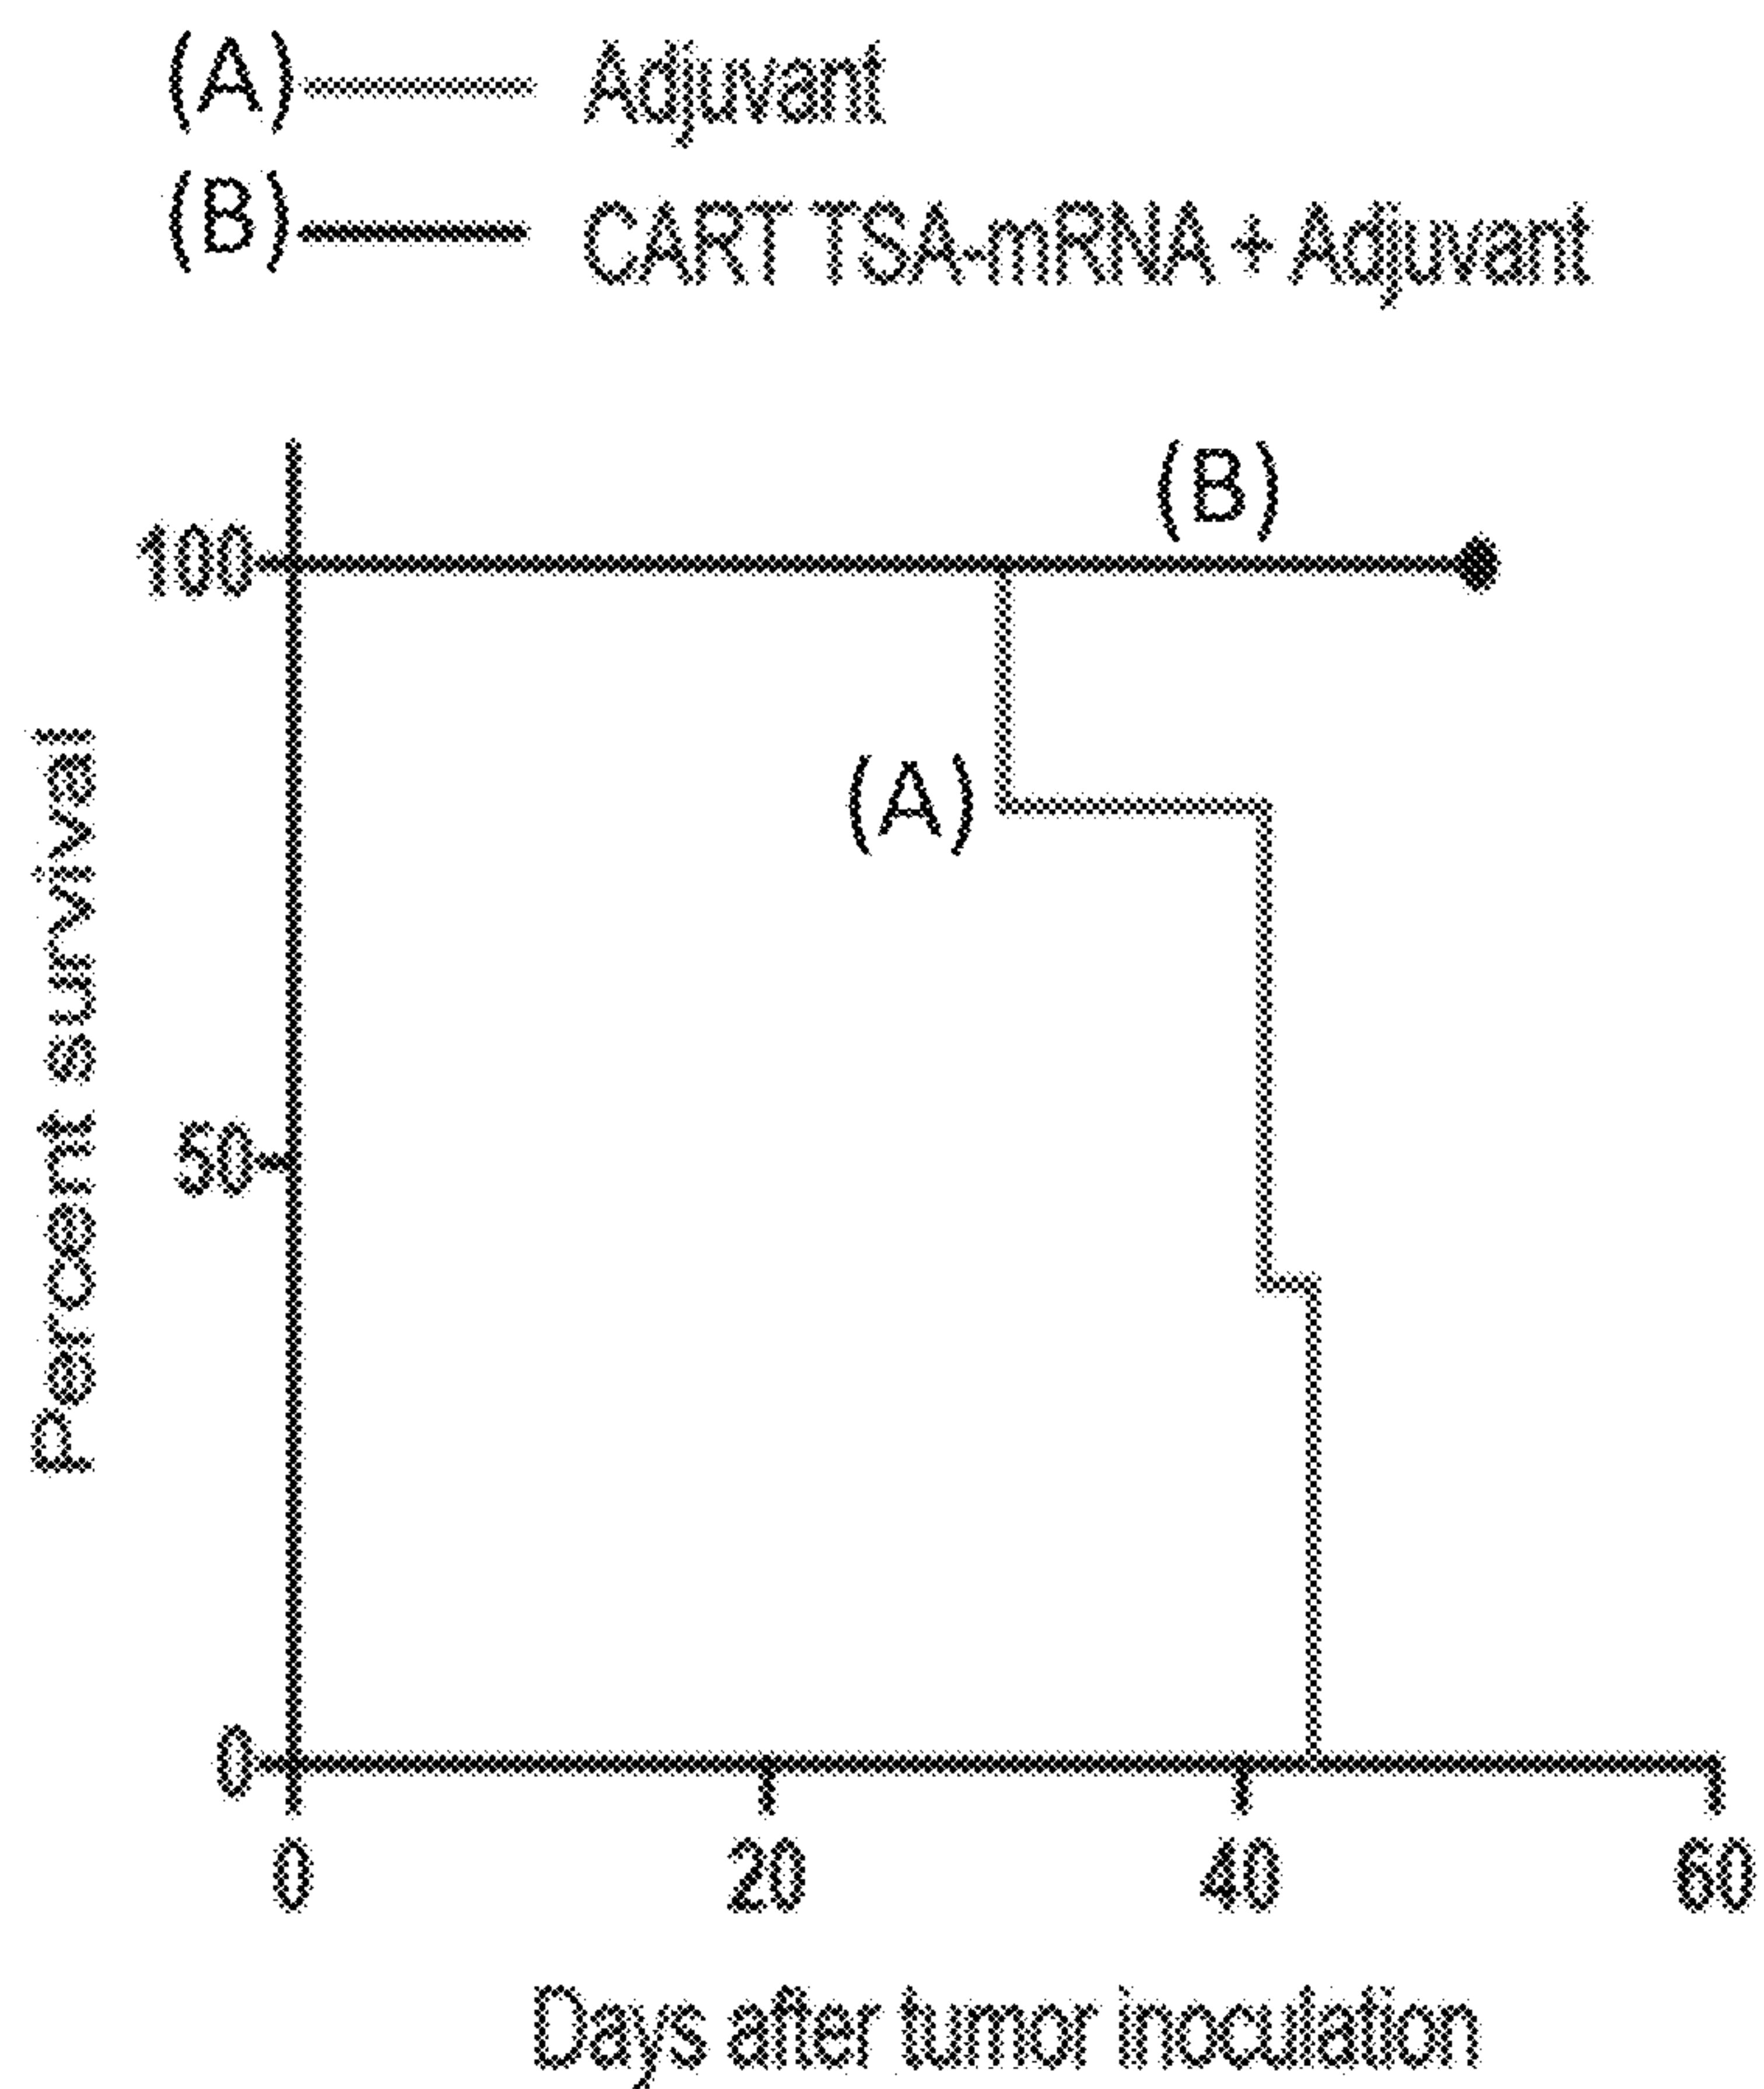 (A) Adjuvant
(B) CART TSA-mRNA + Adjuvant
(B)
100
(A)
Percent survival
50
0
0 20 40 60
Days after tumor inoculation